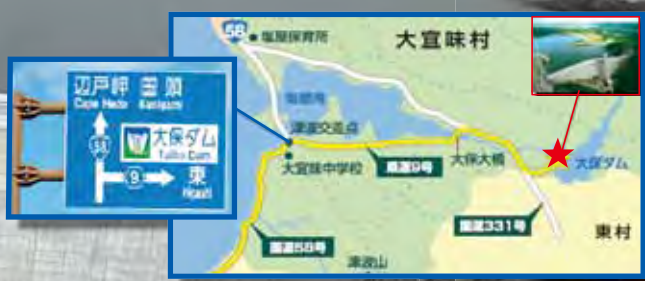 辺戸岬 国頭
Cape Hedo Kunigami
58
大保ダム
Taiho Dam
9
東
Higashi
58
塩屋保育所
大宜味村
塩屋湾
津波交差点
大宜味中学校
県道9号
大保大橋
大保ダム
国道331号
東村
国道58号
津波山